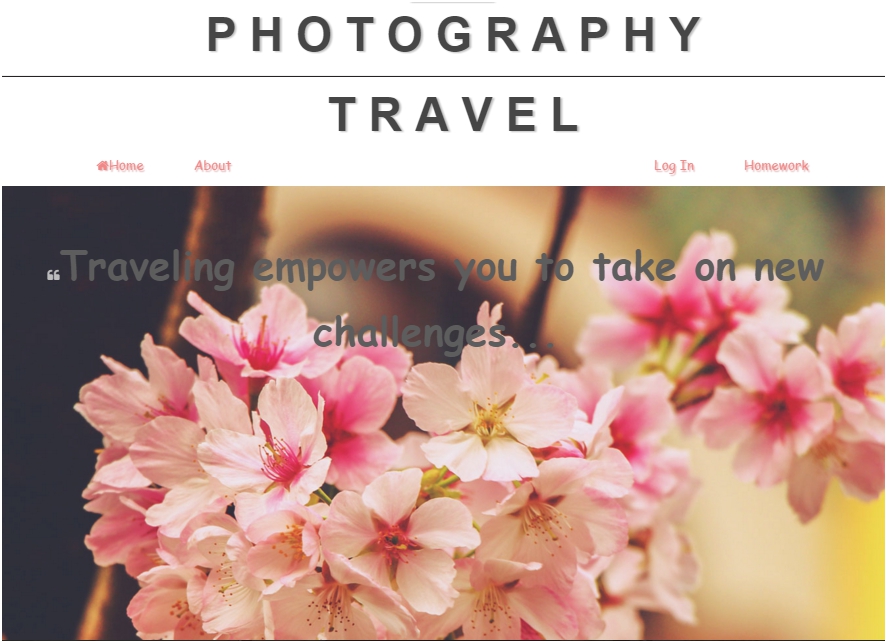 PHOTOGRAPHY
TRAVEL
Home About Log In Homework
“Traveling empowers you to take on new
challenges...